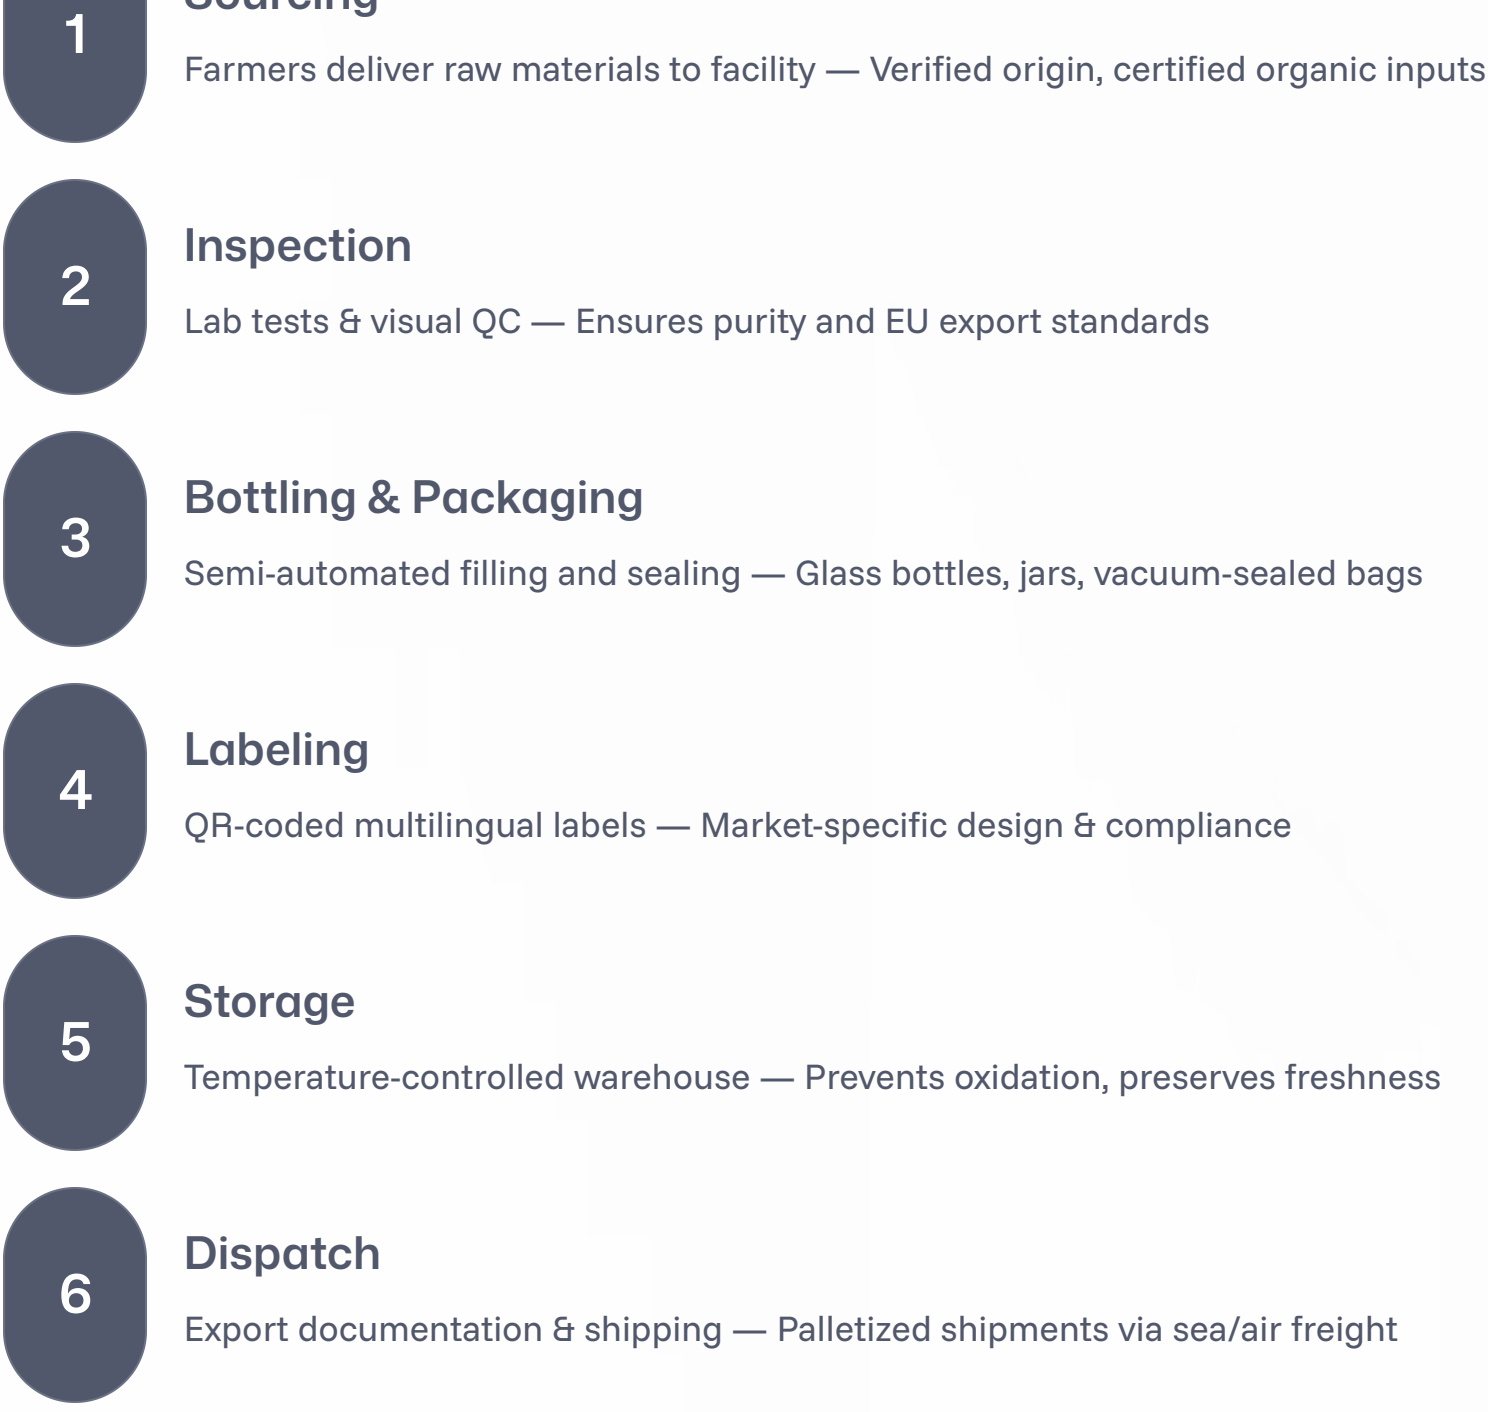 1
Sourcing
Farmers deliver raw materials to facility — Verified origin, certified organic inputs
2
Inspection
Lab tests & visual QC — Ensures purity and EU export standards
3
Bottling & Packaging
Semi-automated filling and sealing — Glass bottles, jars, vacuum-sealed bags
4
Labeling
QR-coded multilingual labels — Market-specific design & compliance
5
Storage
Temperature-controlled warehouse — Prevents oxidation, preserves freshness
6
Dispatch
Export documentation & shipping — Palletized shipments via sea/air freight